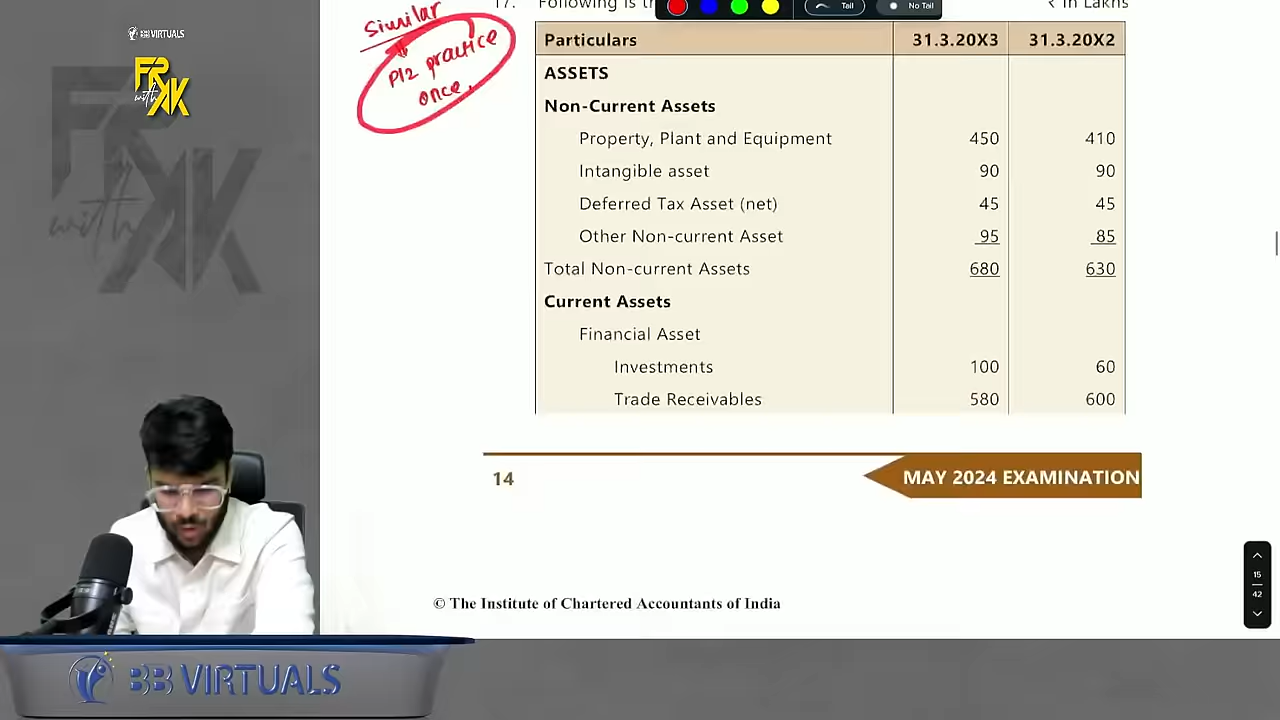 BB VIRTUALS
FR
with
AK
FR
with
AK
Similar
P12 practice
once.
Tail
No Tail
17. Following is th
₹ in Lakhs
Particulars 31.3.20X3 31.3.20X2
ASSETS
Non-Current Assets
Property, Plant and Equipment 450 410
Intangible asset 90 90
Deferred Tax Asset (net) 45 45
Other Non-current Asset 95 85
Total Non-current Assets 680 630
Current Assets
Financial Asset
Investments 100 60
Trade Receivables 580 600
14
MAY 2024 EXAMINATION
15
42
© The Institute of Chartered Accountants of India
BB VIRTUALS